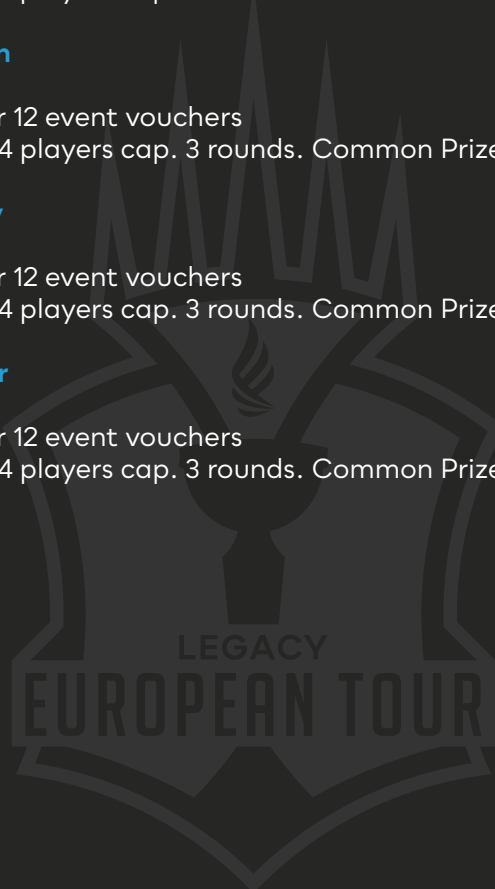 n
r 12 event vouchers
4 players cap. 3 rounds. Common Prize
y
r 12 event vouchers
4 players cap. 3 rounds. Common Prize
r
r 12 event vouchers
4 players cap. 3 rounds. Common Prize
LEGACY
EUROPEAN TOUR